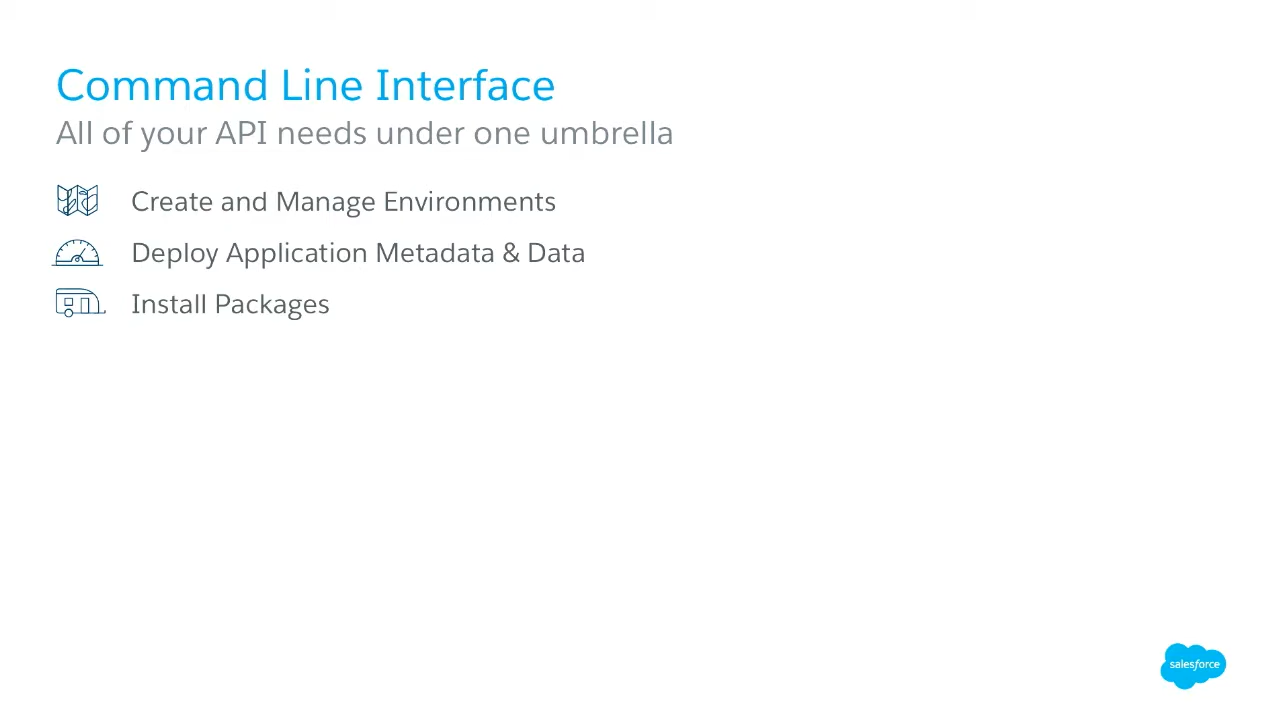 Command Line Interface
All of your API needs under one umbrella
Create and Manage Environments
Deploy Application Metadata & Data
Install Packages
salesforce